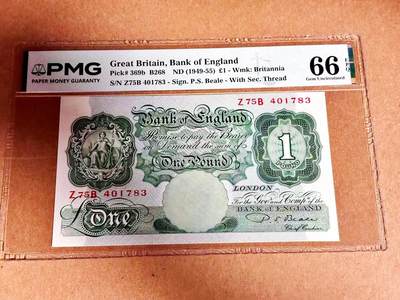 PMG
PAPER MONEY GUARANTY
Great Britain, Bank of England
Pick# 369b B268 ND (1949-55) £1 - Wmk: Britannia
S/N Z75B 401783 - Sign. P.S. Beale - With Sec. Thread
66 EPQ
Gem Uncirculated
Z75B 401783
Bank of England
Promise to pay the Bearer
on Demand the sum of
One Pound
1
Z75B 401783
LONDON
For the Govr and Compa of the
BANK OF ENGLAND
£One
P. S. Beale
Chief Cashier